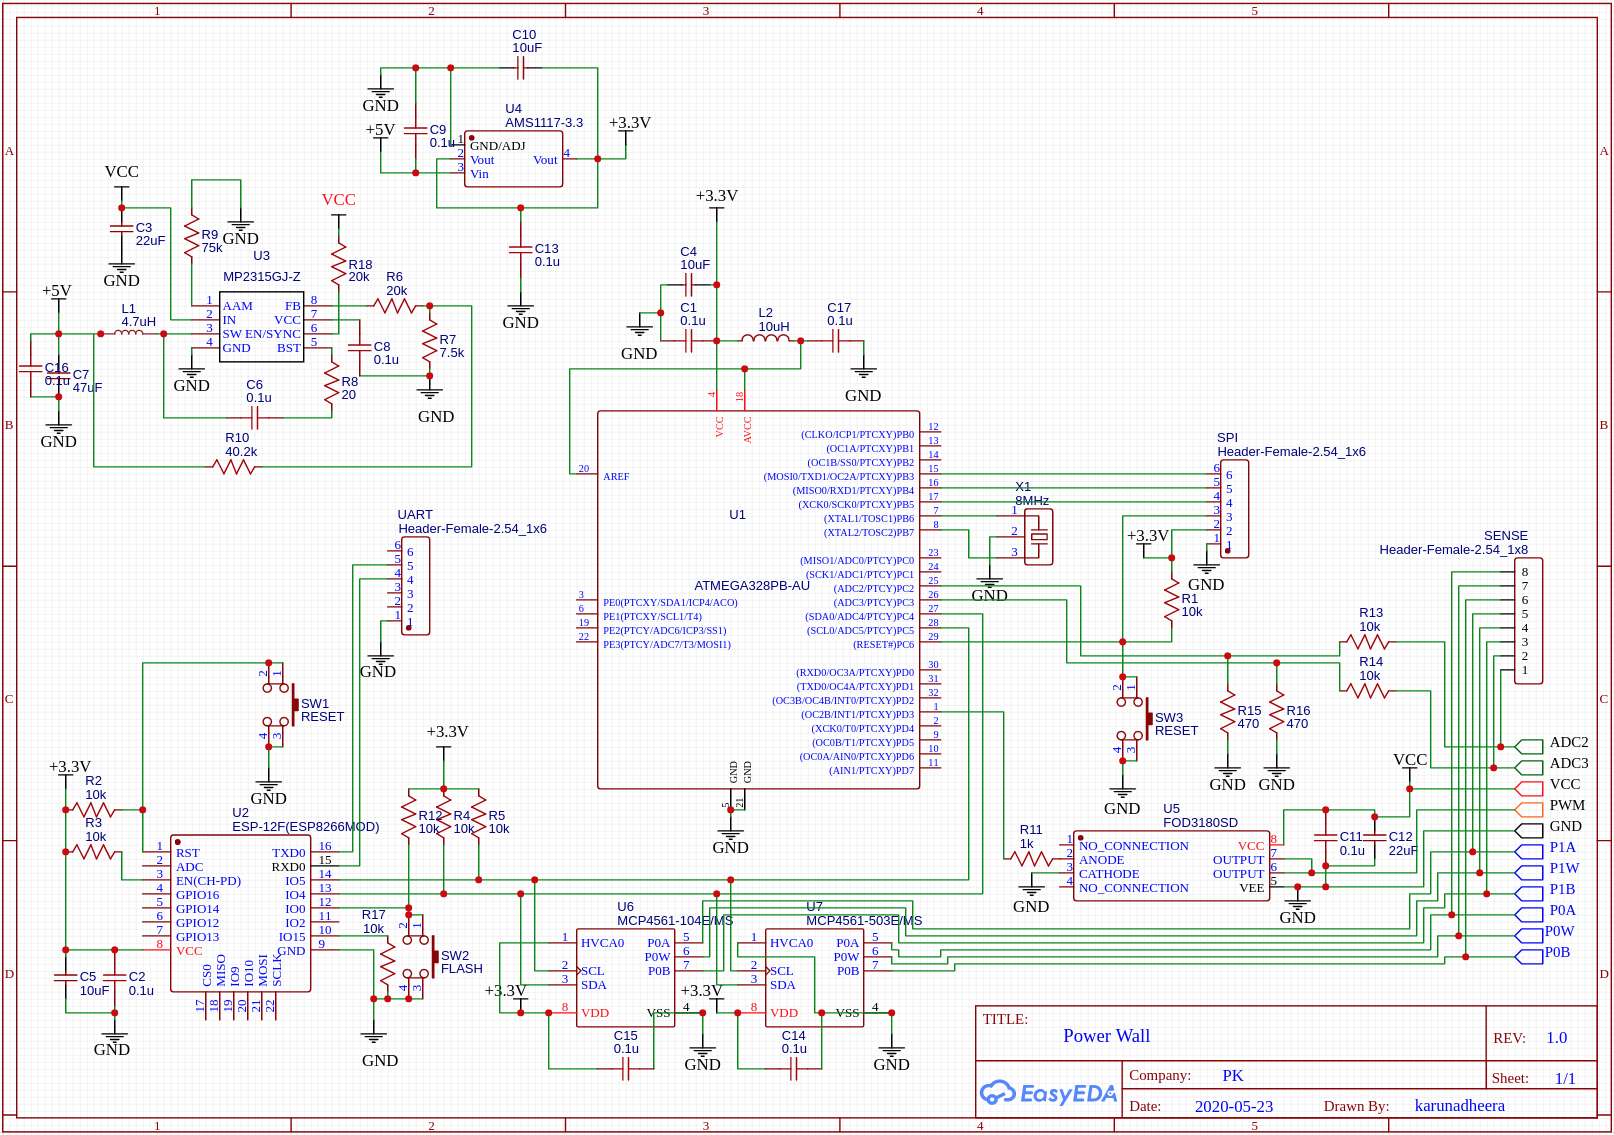 1 2 3 4 5
A
B
C
D
A
B
C
D
1 2 3 4 5
C10
10uF
GND
+5V
C9
0.1u
U4
AMS1117-3.3
1 GND/ADJ
2 Vout
3 Vin
Vout 4
+3.3V
C13
0.1u
GND
VCC
C3
22uF
GND
R9
75k
GND
U3
MP2315GJ-Z
1 AAM
2 IN
3 SW
4 GND
FB 8
VCC 7
EN/SYNC 6
BST 5
VCC
R18
20k
R6
20k
R7
7.5k
C8
0.1u
R8
20
GND
+5V
L1
4.7uH
C16
0.1u
C7
47uF
GND
GND
C6
0.1u
R10
40.2k
+3.3V
C4
10uF
C1
0.1u
GND
L2
10uH
C17
0.1u
GND
4 VCC
18 AVCC
20 AREF
U1
ATMEGA328PB-AU
3 PE0(PTCXY/SDA1/ICP4/ACO)
6 PE1(PTCXY/SCL1/T4)
19 PE2(PTCY/ADC6/ICP3/SS1)
22 PE3(PTCY/ADC7/T3/MOSI1)
(CLKO/ICP1/PTCXY)PB0 12
(OC1A/PTCXY)PB1 13
(OC1B/SS0/PTCXY)PB2 14
(MOSI0/TXD1/OC2A/PTCXY)PB3 15
(MISO0/RXD1/PTCXY)PB4 16
(XCK0/SCK0/PTCXY)PB5 17
(XTAL1/TOSC1)PB6 7
(XTAL2/TOSC2)PB7 8
(MISO1/ADC0/PTCY)PC0 23
(SCK1/ADC1/PTCY)PC1 24
(ADC2/PTCY)PC2 25
(ADC3/PTCY)PC3 26
(SDA0/ADC4/PTCY)PC4 27
(SCL0/ADC5/PTCY)PC5 28
(RESET#)PC6 29
(RXD0/OC3A/PTCXY)PD0 30
(TXD0/OC4A/PTCXY)PD1 31
(OC3B/OC4B/INT0/PTCXY)PD2 32
(OC2B/INT1/PTCXY)PD3 1
(XCK0/T0/PTCXY)PD4 2
(OC0B/T1/PTCXY)PD5 9
(OC0A/AIN0/PTCXY)PD6 10
(AIN1/PTCXY)PD7 11
GND GND
5 21
GND
X1
8MHz
1
2
3
GND
SPI
Header-Female-2.54_1x6
6 6
5 5
4 4
3 3
2 2
1 1
+3.3V
GND
R1
10k
SENSE
Header-Female-2.54_1x8
8
7
6
5
4
3
2
1
R13
10k
R14
10k
R15
470
R16
470
GND
GND
2 1
4 3
SW3
RESET
GND
ADC2
ADC3
VCC
PWM
GND
P1A
P1W
P1B
P0A
P0W
P0B
VCC
C11
0.1u
C12
22uF
GND
U5
FOD3180SD
1 NO_CONNECTION
2 ANODE
3 CATHODE
4 NO_CONNECTION
VCC 8
OUTPUT 7
OUTPUT 6
VEE 5
R11
1k
GND
UART
Header-Female-2.54_1x6
6 6
5 5
4 4
3 3
2 2
1 1
GND
2 1
4 3
SW1
RESET
GND
+3.3V
R2
10k
R3
10k
U2
ESP-12F(ESP8266MOD)
1 RST
2 ADC
3 EN(CH-PD)
4 GPIO16
5 GPIO14
6 GPIO12
7 GPIO13
8 VCC
TXD0 16
RXD0 15
IO5 14
IO4 13
IO0 12
IO2 11
IO15 10
GND 9
CS0 MISO IO9 IO10 MOSI SCLK
17 18 19 20 21 22
C5
10uF
C2
0.1u
GND
+3.3V
R12
10k
R4
10k
R5
10k
R17
10k
2 1
4 3
SW2
FLASH
GND
U6
MCP4561-104E/MS
1 HVCA0
2 SCL
3 SDA
8 VDD
P0A 5
P0W 6
P0B 7
VSS 4
+3.3V
C15
0.1u
GND
U7
MCP4561-503E/MS
1 HVCA0
2 SCL
3 SDA
8 VDD
P0A 5
P0W 6
P0B 7
VSS 4
+3.3V
C14
0.1u
GND
TITLE:
Power Wall
REV: 1.0
EasyEDA
Company: PK
Sheet: 1/1
Date: 2020-05-23
Drawn By: karunadheera